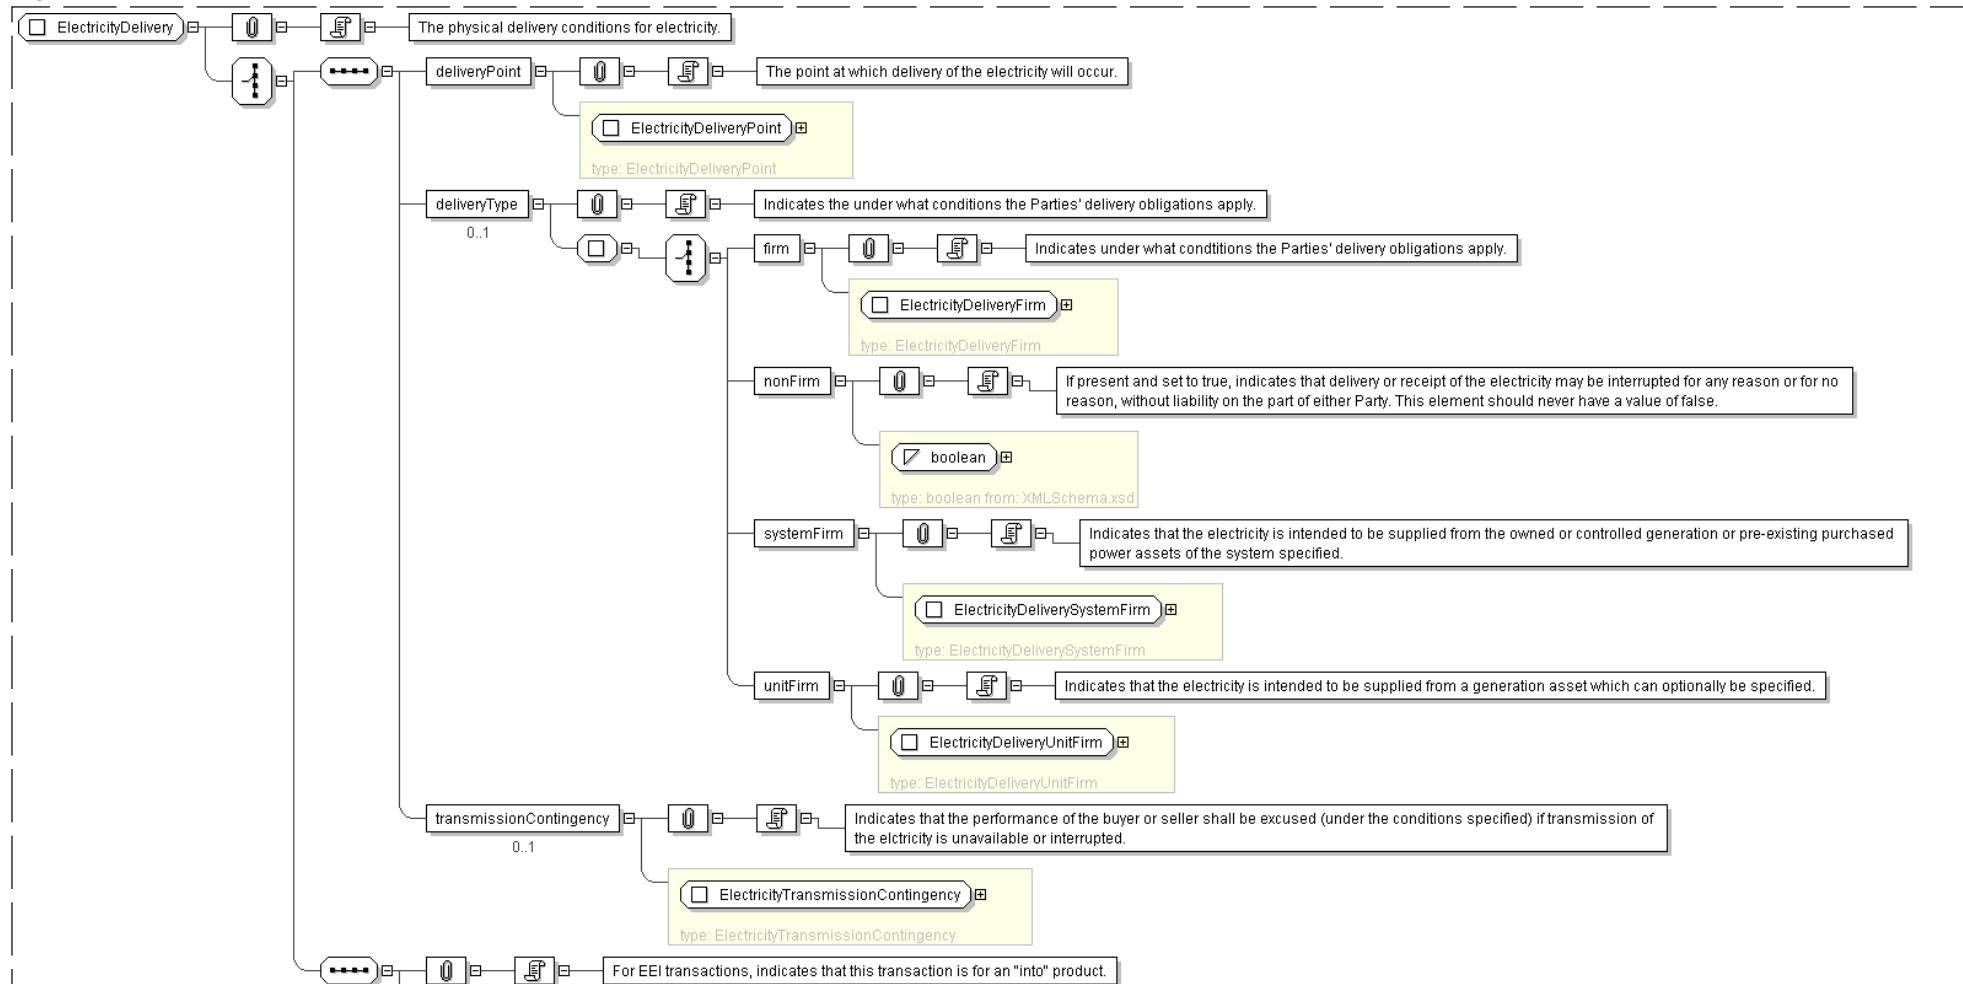 ElectricityDelivery
The physical delivery conditions for electricity.
deliveryPoint
The point at which delivery of the electricity will occur.
ElectricityDeliveryPoint
type: ElectricityDeliveryPoint
deliveryType
Indicates the under what conditions the Parties' delivery obligations apply.
0..1
firm
Indicates under what condtitions the Parties' delivery obligations apply.
ElectricityDeliveryFirm
type: ElectricityDeliveryFirm
nonFirm
If present and set to true, indicates that delivery or receipt of the electricity may be interrupted for any reason or for no
reason, without liability on the part of either Party. This element should never have a value of false.
boolean
type: boolean from: XMLSchema.xsd
systemFirm
Indicates that the electricity is intended to be supplied from the owned or controlled generation or pre-existing purchased
power assets of the system specified.
ElectricityDeliverySystemFirm
type: ElectricityDeliverySystemFirm
unitFirm
Indicates that the electricity is intended to be supplied from a generation asset which can optionally be specified.
ElectricityDeliveryUnitFirm
type: ElectricityDeliveryUnitFirm
transmissionContingency
Indicates that the performance of the buyer or seller shall be excused (under the conditions specified) if transmission of
the elctricity is unavailable or interrupted.
0..1
ElectricityTransmissionContingency
type: ElectricityTransmissionContingency
For EEI transactions, indicates that this transaction is for an "into" product.